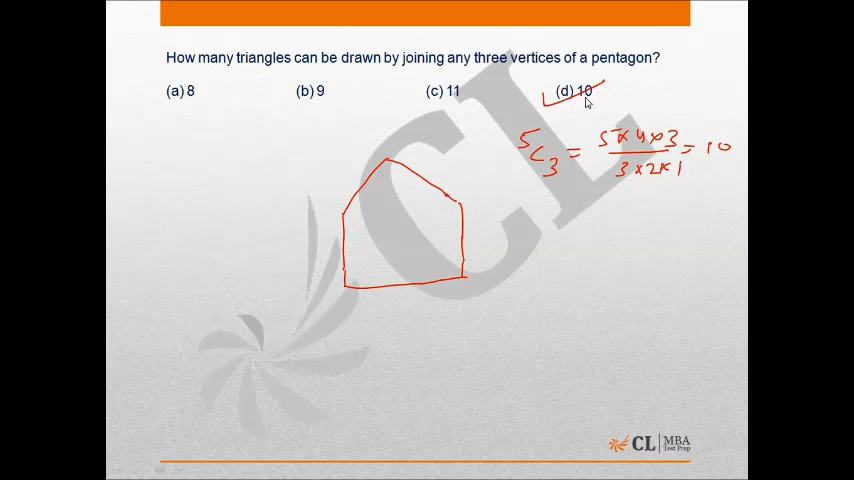 How many triangles can be drawn by joining any three vertices of a pentagon?
(a) 8 (b) 9 (c) 11 (d) 10
5C3 = 5×4×3 = 10
3×2×1
CL
CL MBA
Test Prep